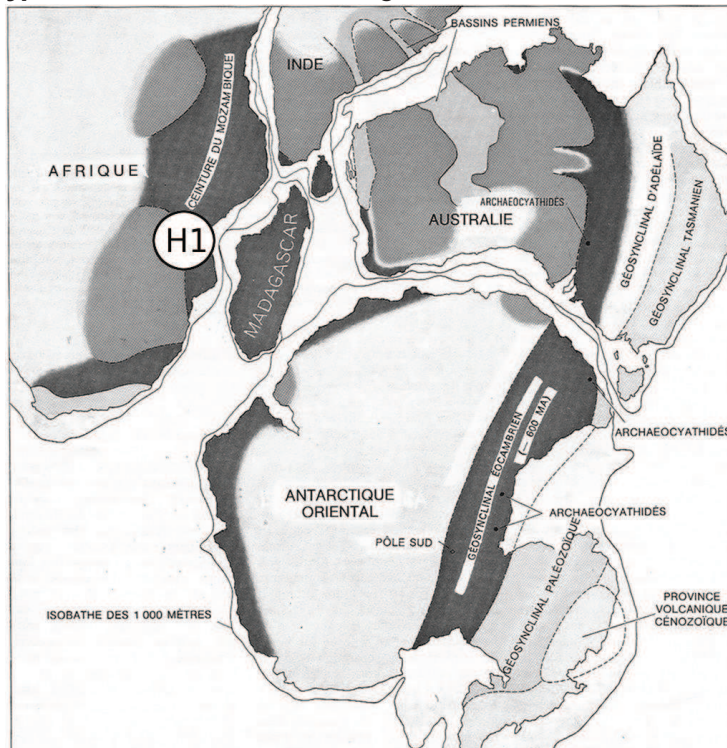 BASSINS PERMIENS
INDE
CEINTURE DU MOZAMBIQUE
AFRIQUE
ARCHAEOCYATHIDÉS
AUSTRALIE
GÉOSYNCLINAL D'ADÉLAÏDE
GÉOSYNCLINAL TASMANIEN
H1
MADAGASCAR
GÉOSYNCLINAL ÉOCAMBRIEN
(— 600 MA)
ARCHAEOCYATHIDÉS
ANTARCTIQUE
ORIENTAL
ARCHAEOCYATHIDÉS
PÔLE SUD
GÉOSYNCLINAL PALÉOZOÏQUE
ISOBATHE DES 1 000 MÈTRES
PROVINCE
VOLCANIQUE
CÉNOZOÏQUE